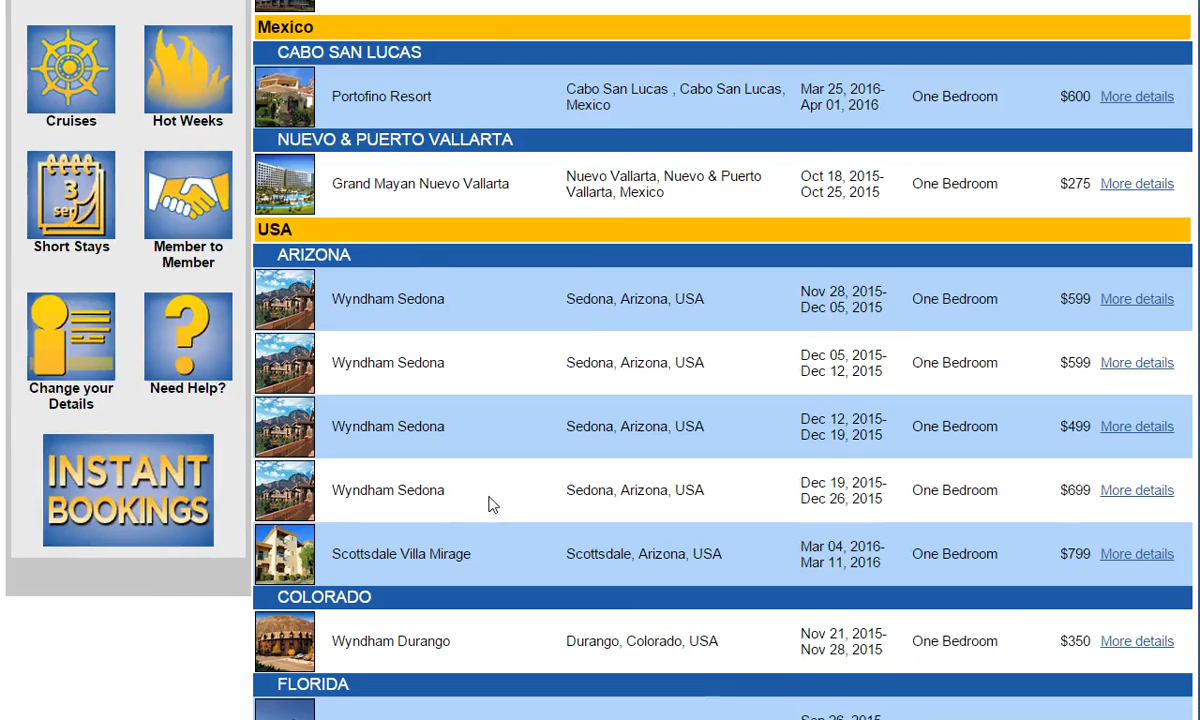 Cruises
Hot Weeks
3
sep
Short Stays
Member to
Member
Change your
Details
Need Help?
INSTANT
BOOKINGS
Mexico
CABO SAN LUCAS
Portofino Resort
Cabo San Lucas , Cabo San Lucas,
Mexico
Mar 25, 2016-
Apr 01, 2016
One Bedroom
$600 More details
NUEVO & PUERTO VALLARTA
Grand Mayan Nuevo Vallarta
Nuevo Vallarta, Nuevo & Puerto
Vallarta, Mexico
Oct 18, 2015-
Oct 25, 2015
One Bedroom
$275 More details
USA
ARIZONA
Wyndham Sedona
Sedona, Arizona, USA
Nov 28, 2015-
Dec 05, 2015
One Bedroom
$599 More details
Wyndham Sedona
Sedona, Arizona, USA
Dec 05, 2015-
Dec 12, 2015
One Bedroom
$599 More details
Wyndham Sedona
Sedona, Arizona, USA
Dec 12, 2015-
Dec 19, 2015
One Bedroom
$499 More details
Wyndham Sedona
Sedona, Arizona, USA
Dec 19, 2015-
Dec 26, 2015
One Bedroom
$699 More details
Scottsdale Villa Mirage
Scottsdale, Arizona, USA
Mar 04, 2016-
Mar 11, 2016
One Bedroom
$799 More details
COLORADO
Wyndham Durango
Durango, Colorado, USA
Nov 21, 2015-
Nov 28, 2015
One Bedroom
$350 More details
FLORIDA
Sep 26, 2015-